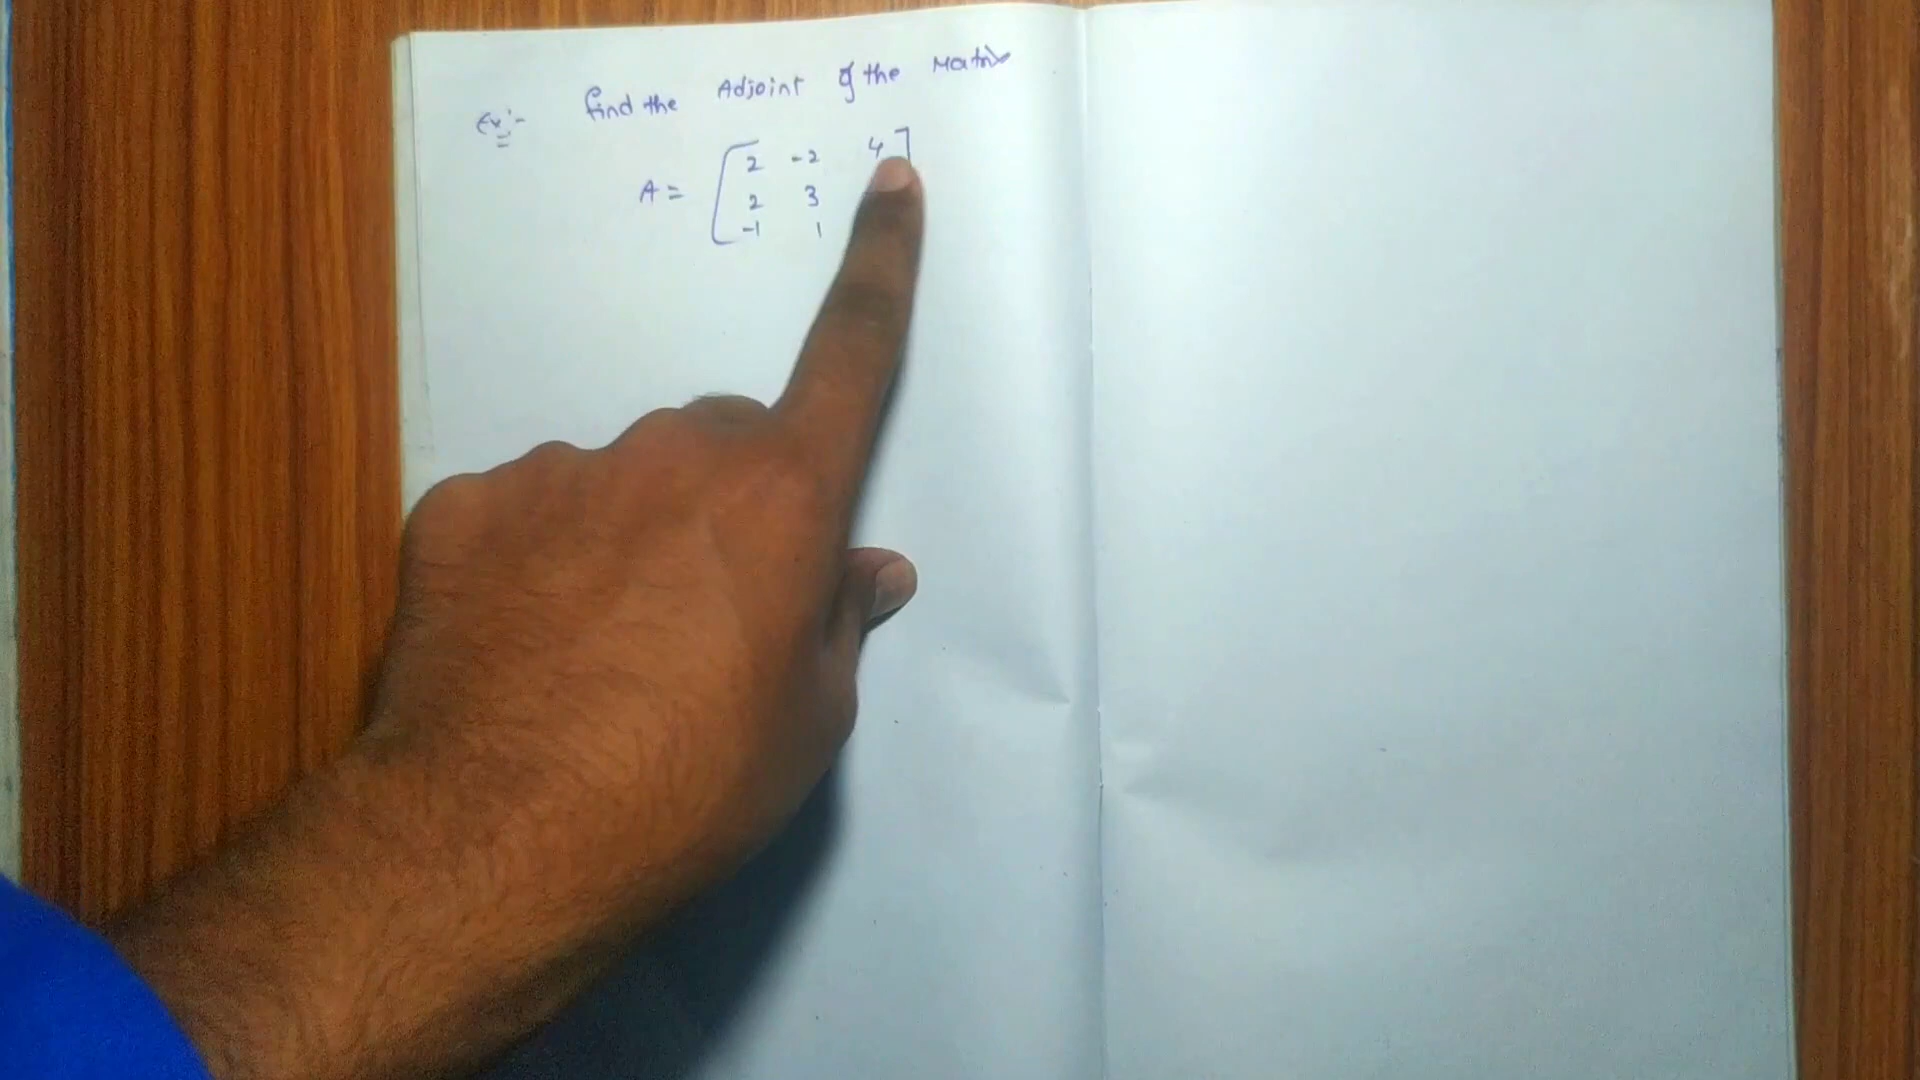 Ex:- find the Adjoint of the Matrix
A = [ 2 -2 4 ]
2 3
-1 1